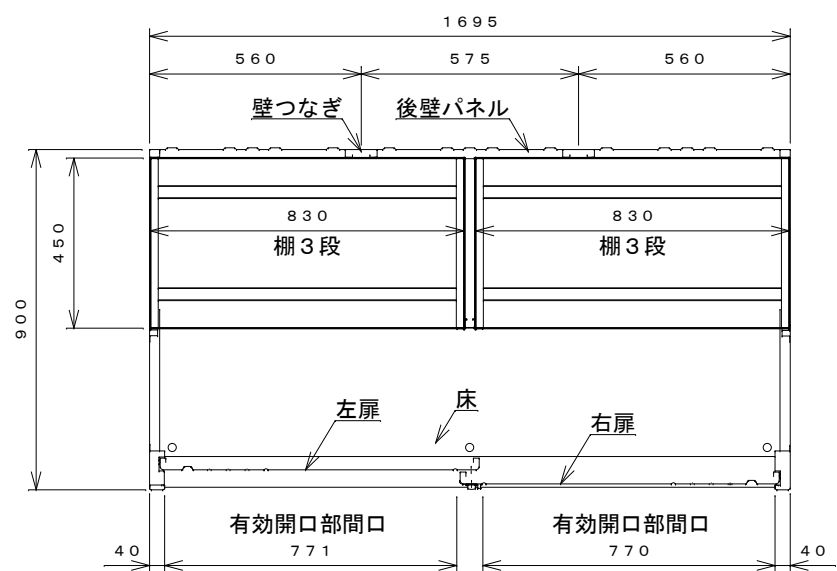 1695
560 575 560
壁つなぎ 後壁パネル
830 830
棚3段 棚3段
450
900
左扉 床 右扉
有効開口部間口 有効開口部間口
40 771 770 40